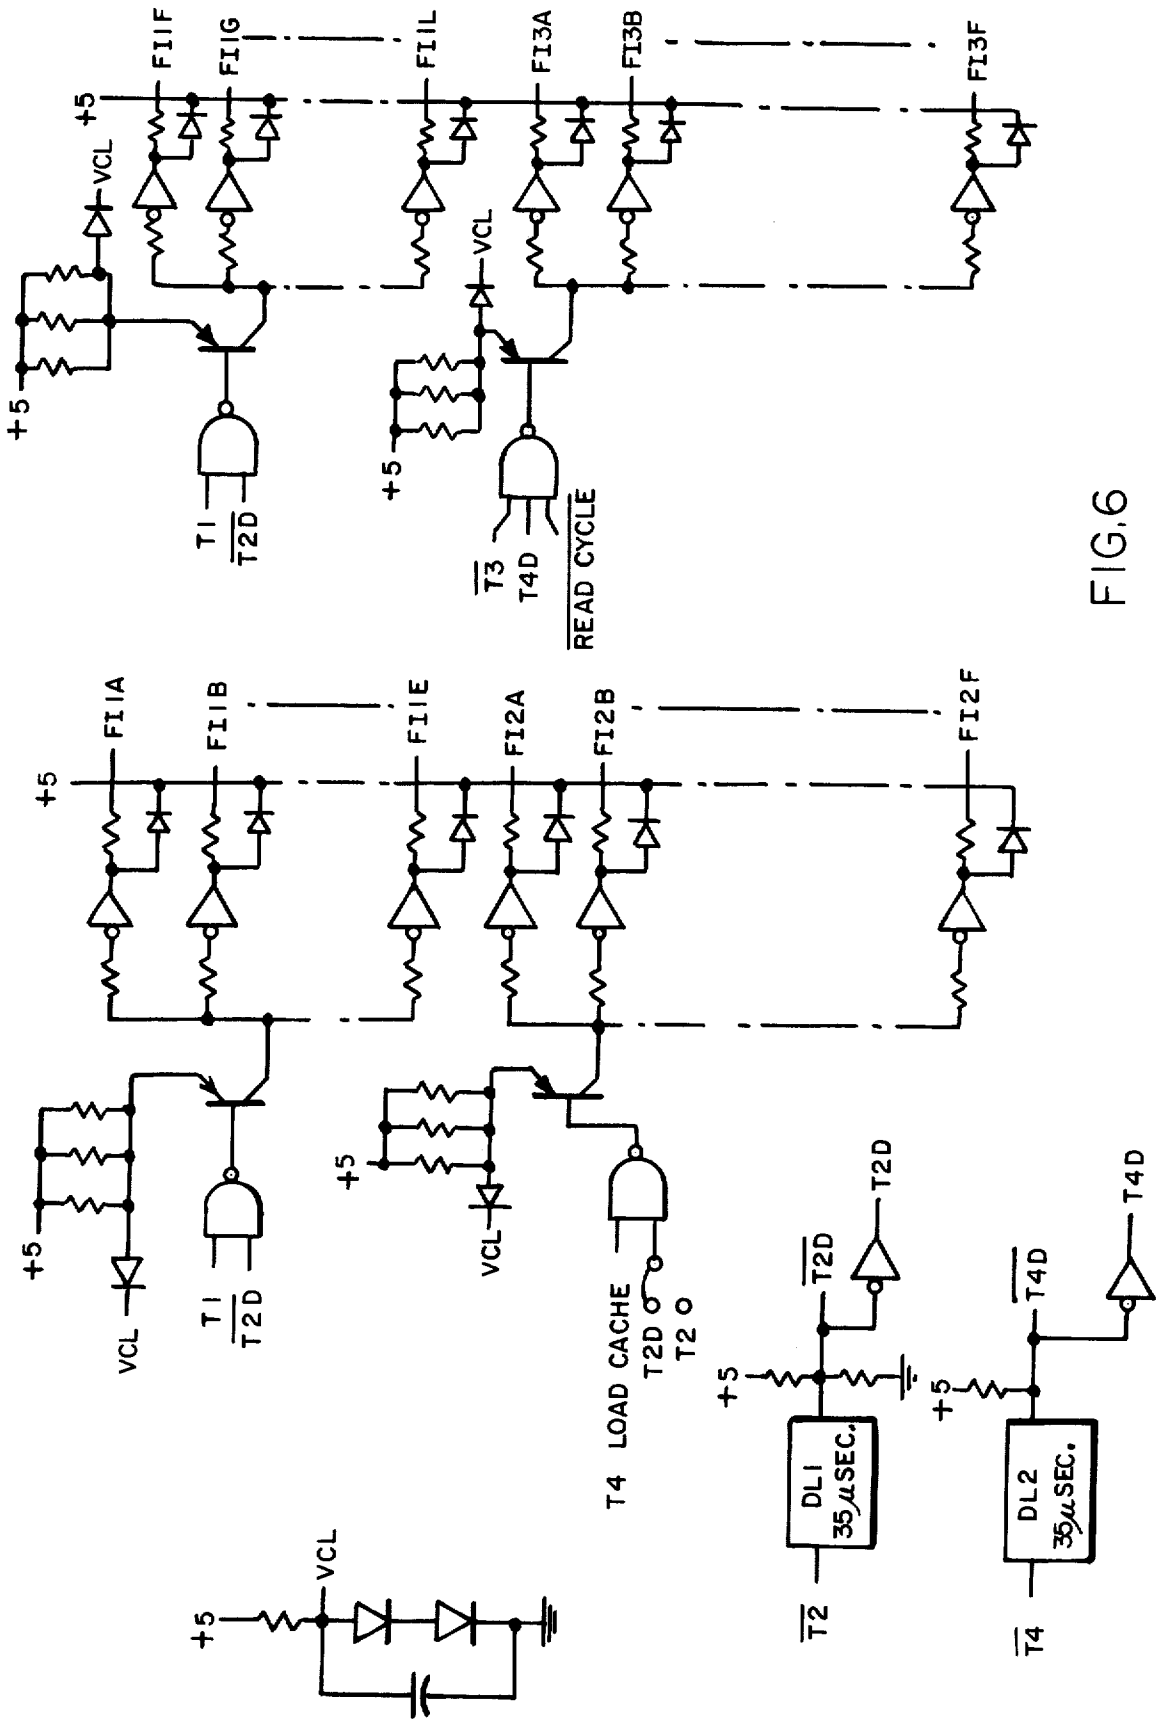 +5
VCL
+5
VCL
T1
T2D
+5
FI1A
FI1B
FI1E
FI2A
FI2B
FI2F
+5
VCL
T4 LOAD CACHE
T2D
T2
T2
DL1
35µSEC.
+5
T2D
T2D
T4
DL2
35µSEC.
+5
T4D
T4D
+5
VCL
T1
T2D
+5
FI1F
FI1G
FI1L
FI3A
FI3B
FI3F
+5
VCL
T3
T4D
READ CYCLE
+5
FIG.6